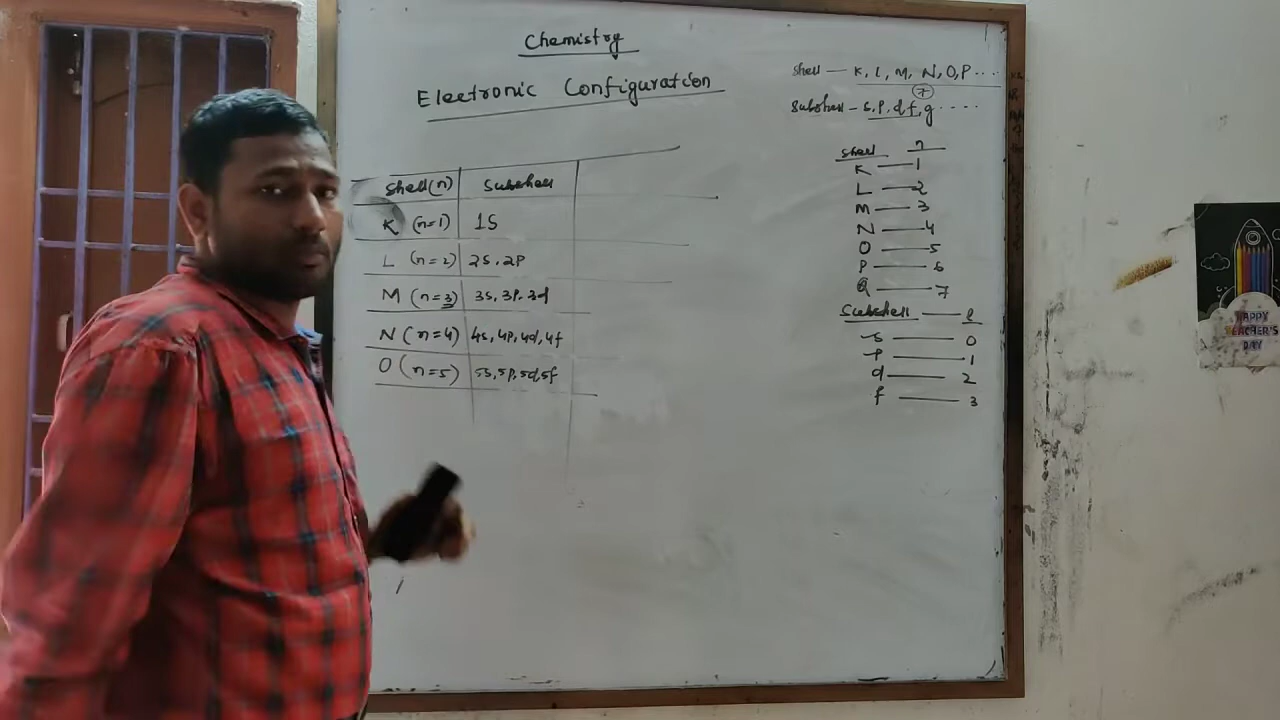 Chemistry
Electronic Configuration
Shell(n) Subshell
K (n=1) 1S
L (n=2) 2S, 2P
M (n=3) 3S, 3P, 3d
N (n=4) 4S, 4P, 4d, 4f
O (n=5) 5S, 5P, 5d, 5f
Shell — K, L, M, N, O, P ....
7
Subshell - S, P, d, f, g ....
Shell n
K — 1
L — 2
M — 3
N — 4
O — 5
P — 6
Q — 7
Subshell — l
S — 0
P — 1
d — 2
f — 3
HAPPY
TEACHER'S
DAY